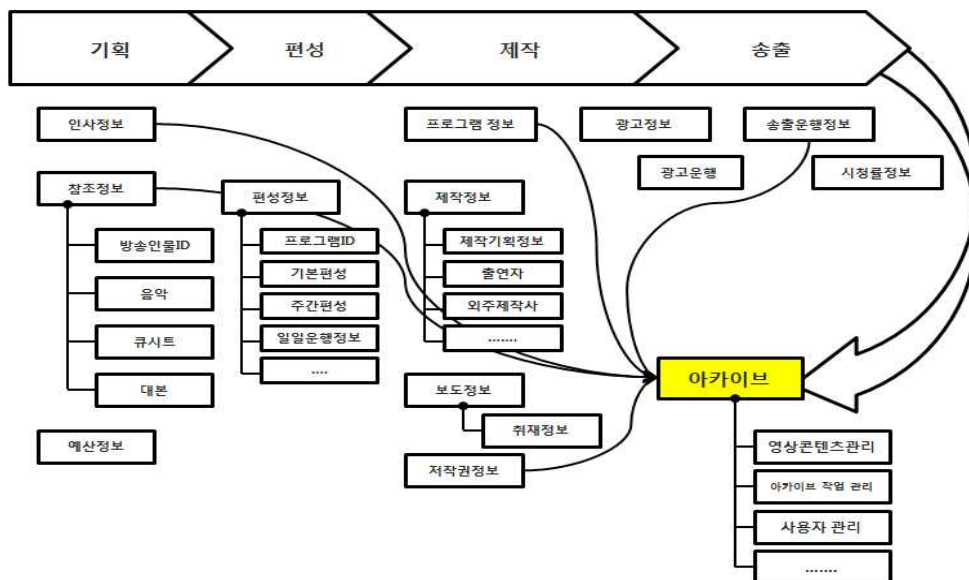 기획
편성
제작
송출
인사정보
프로그램 정보
광고정보
송출운행정보
광고운행
시청률정보
참조정보
방송인물ID
음악
큐시트
대본
예산정보
편성정보
프로그램ID
기본편성
주간편성
일일운행정보
....
제작정보
제작기획정보
출연자
외주제작사
.......
보도정보
취재정보
저작권정보
아카이브
영상콘텐츠관리
아카이브 작업 관리
사용자 관리
.......